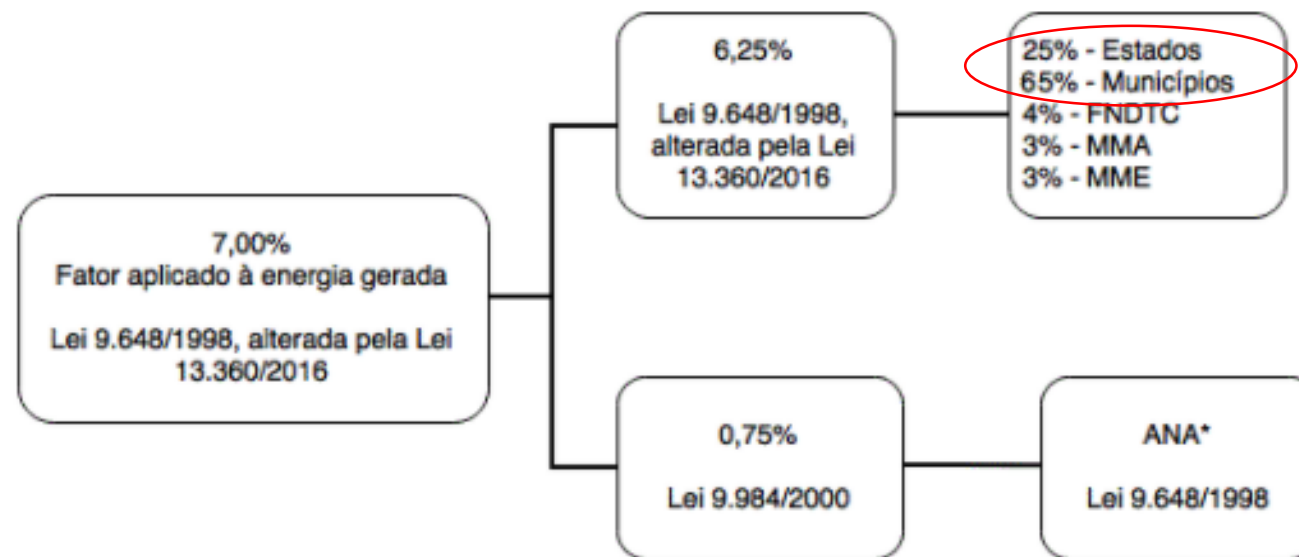 7,00%
Fator aplicado à energia gerada
Lei 9.648/1998, alterada pela Lei
13.360/2016
6,25%
Lei 9.648/1998,
alterada pela Lei
13.360/2016
25% - Estados
65% - Municípios
4% - FNDTC
3% - MMA
3% - MME
0,75%
Lei 9.984/2000
ANA*
Lei 9.648/1998